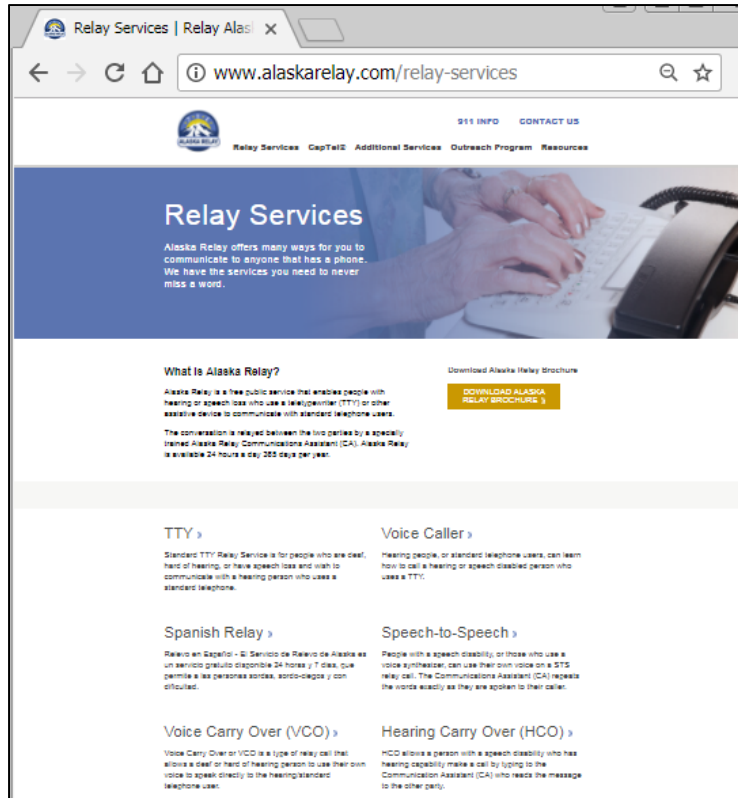 Relay Services | Relay Alas
www.alaskarelay.com/relay-services
911 INFO CONTACT US
ALASKA RELAY
Relay Services CapTel® Additional Services Outreach Program Resources
Relay Services
Alaska Relay offers many ways for you to
communicate to anyone that has a phone.
We have the services you need to never
miss a word.
What is Alaska Relay?
Alaska Relay is a free public service that enables people with
hearing or speech loss who use a teletypewriter (TTY) or other
assistive device to communicate with standard telephone users.
The conversation is relayed between the two parties by a specially
trained Alaska Relay Communications Assistant (CA). Alaska Relay
is available 24 hours a day 365 days per year.
Download Alaska Relay Brochure
DOWNLOAD ALASKA
RELAY BROCHURE ❯
TTY ›
Standard TTY Relay Service is for people who are deaf,
hard of hearing, or have speech loss and wish to
communicate with a hearing person who uses a
standard telephone.
Voice Caller ›
Hearing people, or standard telephone users, can learn
how to call a hearing or speech disabled person who
uses a TTY.
Spanish Relay ›
Relevo en Español - El Servicio de Relevo de Alaska es
un servicio gratuito disponible 24 horas y 7 días, que
permite a las personas sordas, sordo-ciegos y con
dificultad.
Speech-to-Speech ›
People with a speech disability, or those who use a
voice synthesizer, can use their own voice on a STS
relay call. The Communications Assistant (CA) repeats
the words exactly as they are spoken to their caller.
Voice Carry Over (VCO) ›
Voice Carry Over or VCO is a type of relay call that
allows a deaf or hard of hearing person to use their own
voice to speak directly to the hearing/standard
telephone user.
Hearing Carry Over (HCO) ›
HCO allows a person with a speech disability who has
hearing capability make a call by typing to the
Communication Assistant (CA) who reads the message
to the other party.